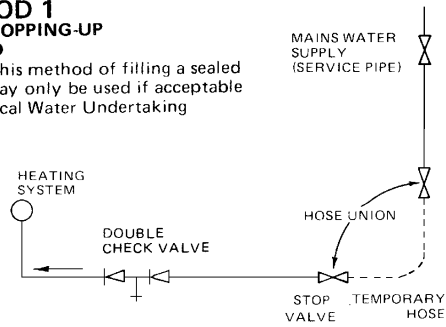 OD 1
OPPING-UP
his method of filling a sealed
ay only be used if acceptable
cal Water Undertaking
MAINS WATER
SUPPLY
(SERVICE PIPE)
HEATING
SYSTEM
HOSE UNION
DOUBLE
CHECK VALVE
STOP
VALVE
TEMPORARY
HOSE